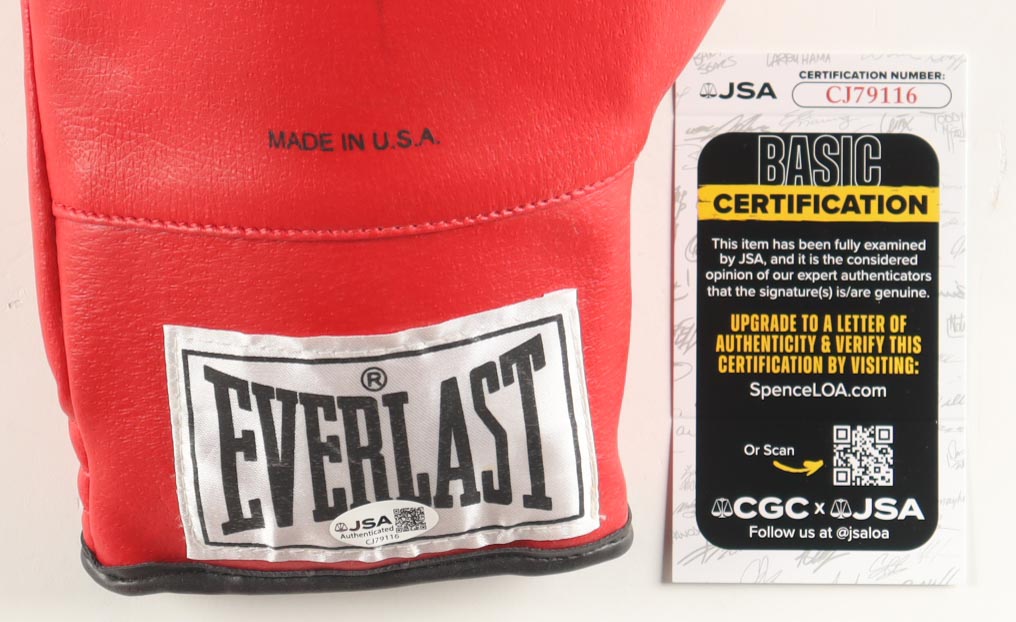 MADE IN U.S.A.
EVERLAST
®
JSA
Authenticated
CJ79116
LARRY HAMA
JSA
CERTIFICATION NUMBER:
CJ79116
BASIC
CERTIFICATION
This item has been fully examined
by JSA, and it is the considered
opinion of our expert authenticators
that the signature(s) is/are genuine.
UPGRADE TO A LETTER OF
AUTHENTICITY & VERIFY THIS
CERTIFICATION BY VISITING:
SpenceLOA.com
Or Scan
CGC x JSA
Follow us at @jsaloa